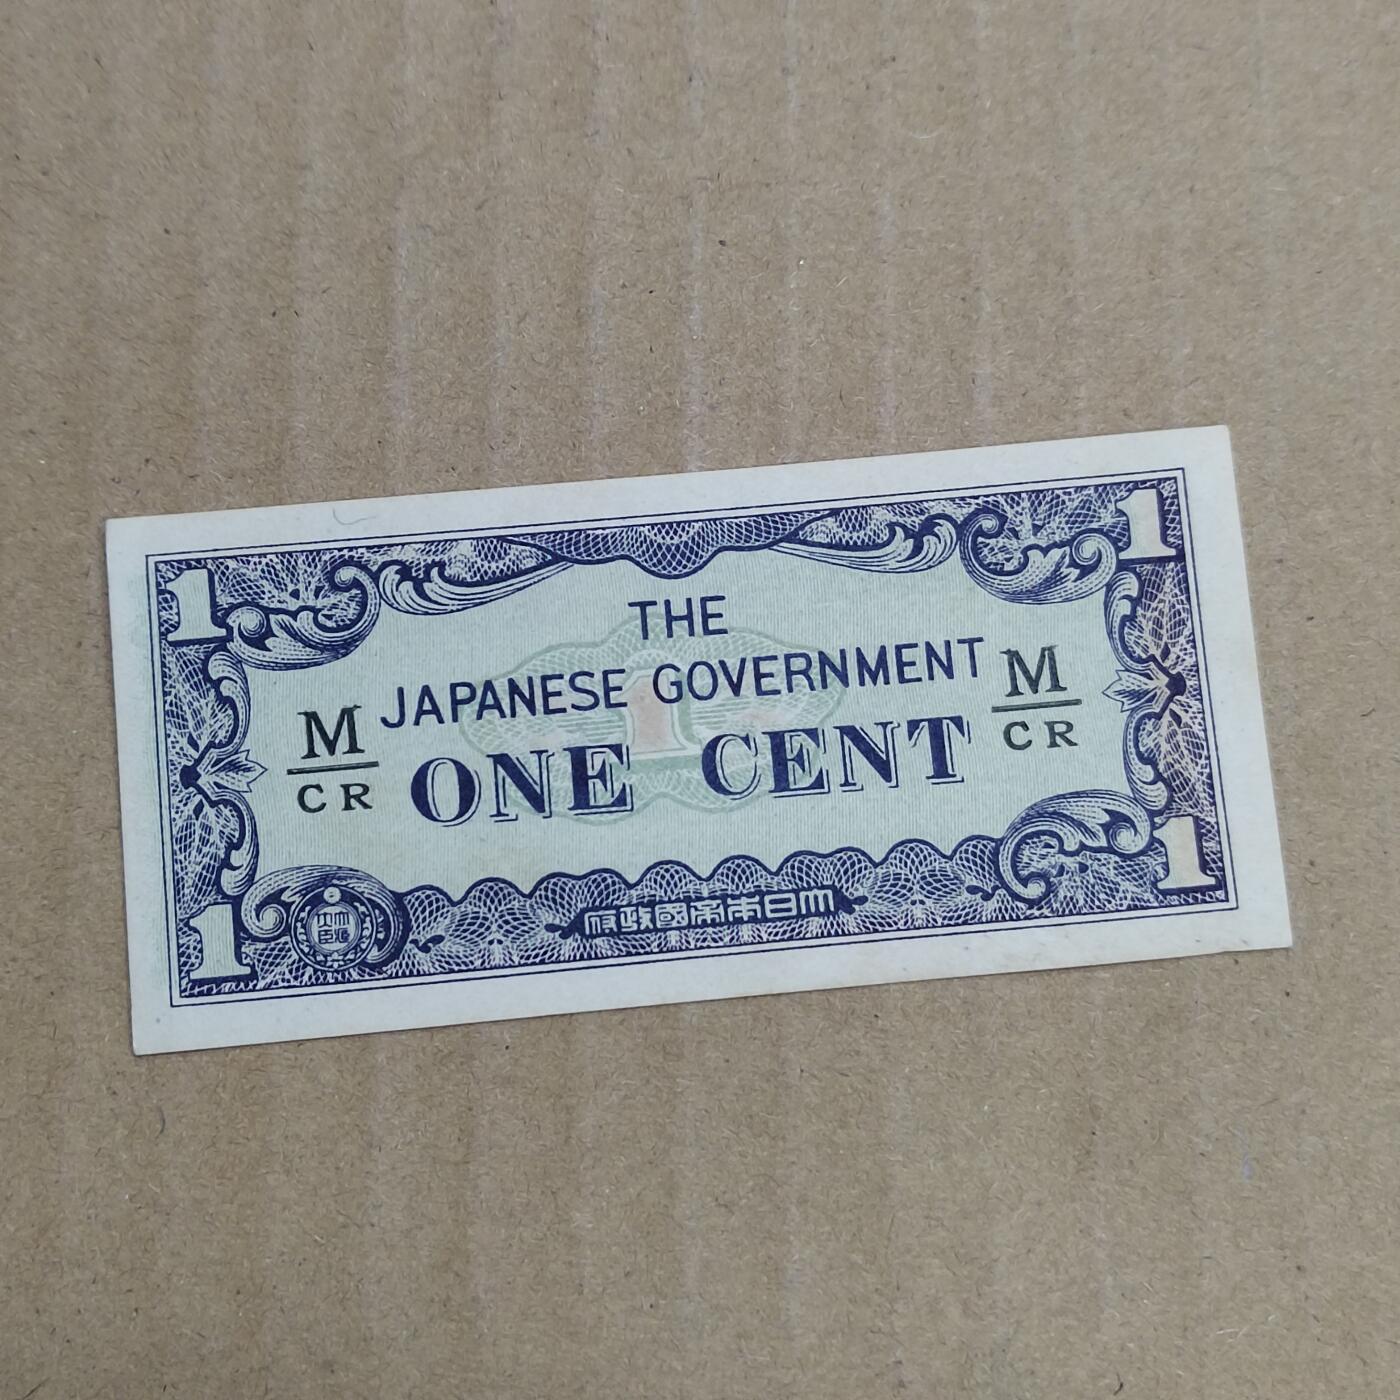 1
1
THE
JAPANESE GOVERNMENT
ONE CENT
M
CR
M
CR
府政國帝本日大
1
1